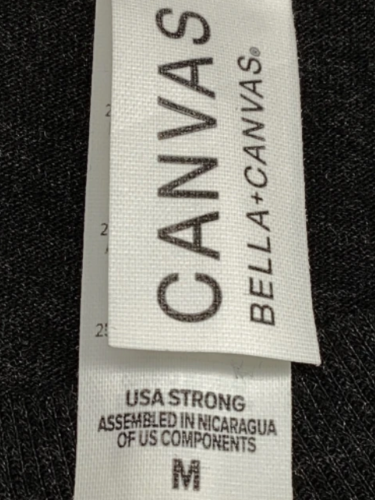 CANVAS
BELLA+CANVAS®
USA STRONG
ASSEMBLED IN NICARAGUA
OF US COMPONENTS
M